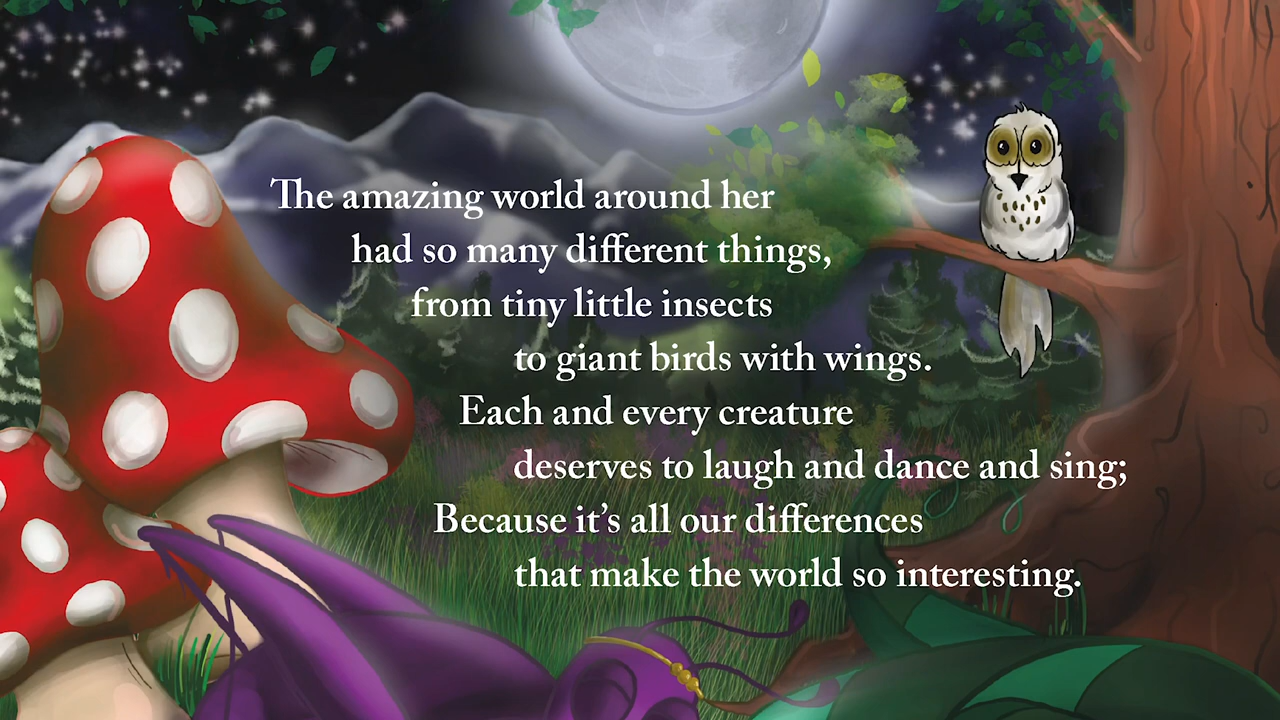 The amazing world around her
had so many different things,
from tiny little insects
to giant birds with wings.
Each and every creature
deserves to laugh and dance and sing;
Because it’s all our differences
that make the world so interesting.